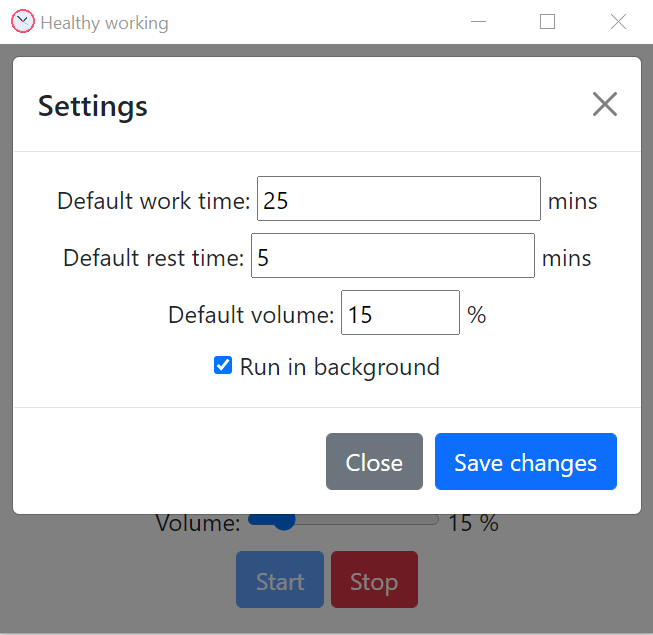 Healthy working
Settings
Default work time: 25 mins
Default rest time: 5 mins
Default volume: 15 %
Run in background
Close Save changes
Volume: 15 %
Start Stop